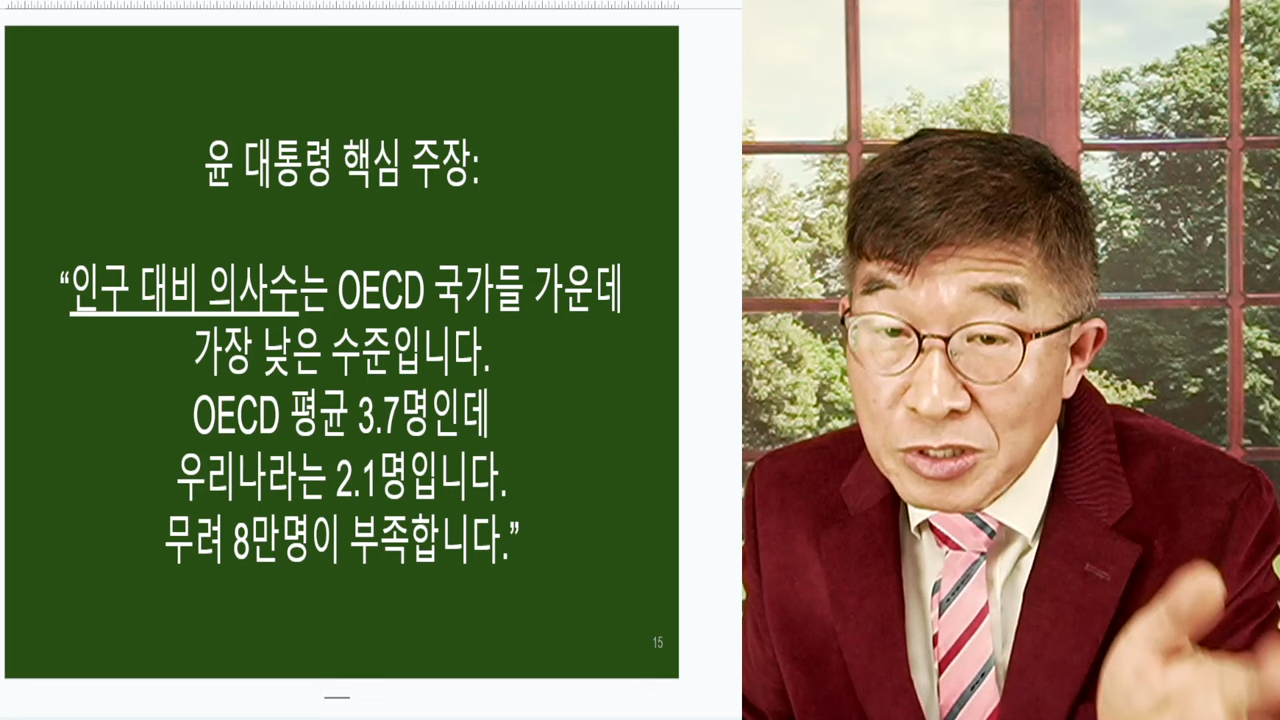 윤 대통령 핵심 주장:
“인구 대비 의사수는 OECD 국가들 가운데
가장 낮은 수준입니다.
OECD 평균 3.7명인데
우리나라는 2.1명입니다.
무려 8만명이 부족합니다.”
15